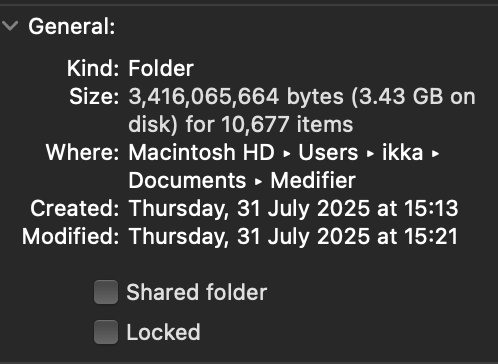 General:
Kind: Folder
Size: 3,416,065,664 bytes (3.43 GB on
disk) for 10,677 items
Where: Macintosh HD ▸ Users ▸ ikka ▸
Documents ▸ Medifier
Created: Thursday, 31 July 2025 at 15:13
Modified: Thursday, 31 July 2025 at 15:21
Shared folder
Locked